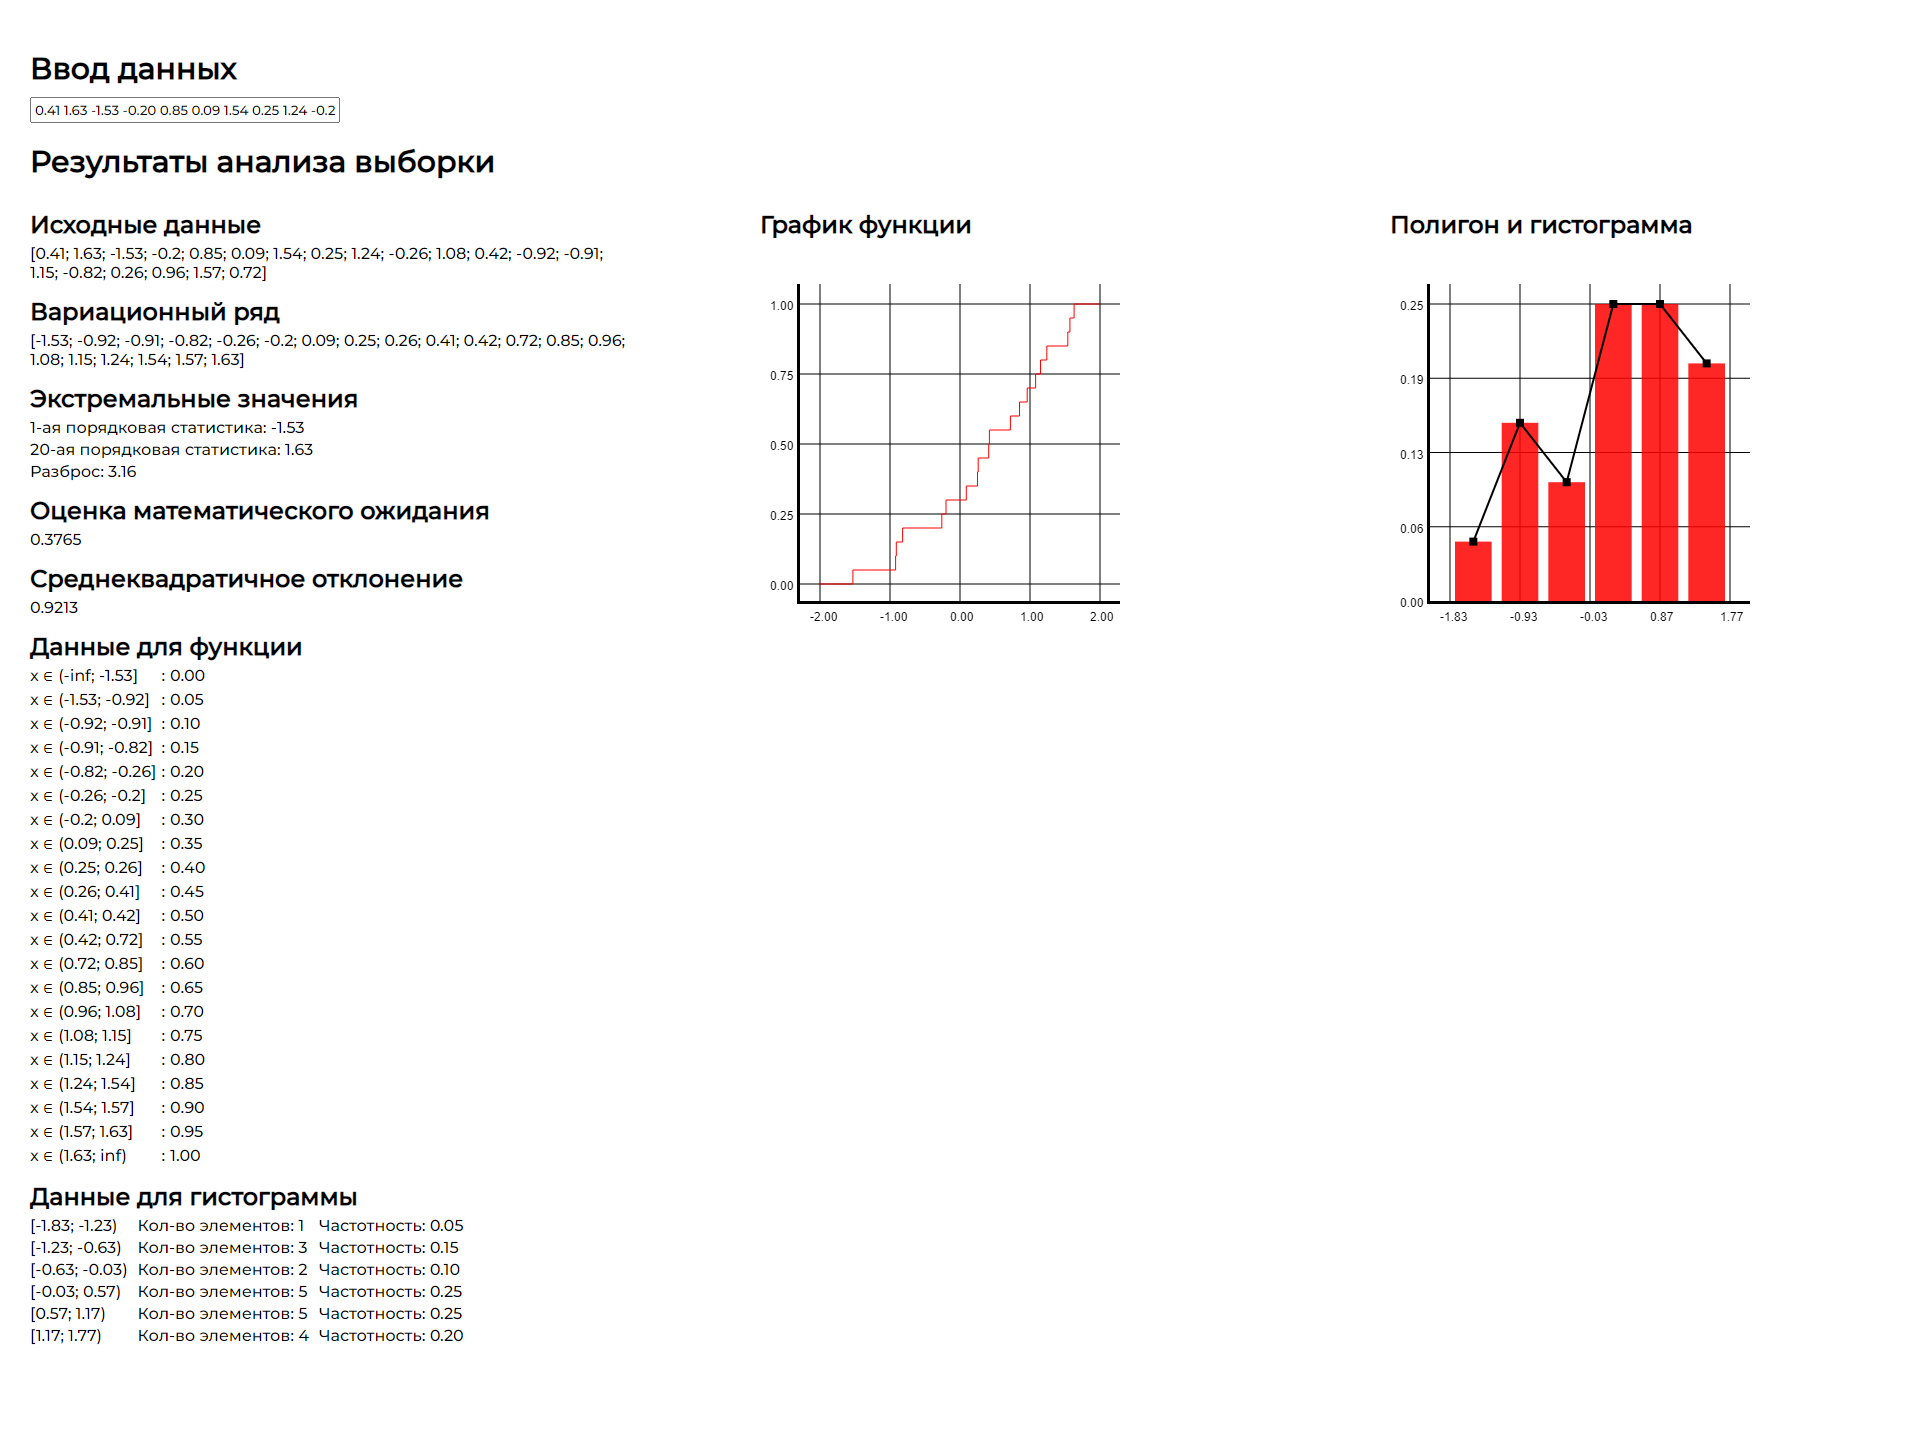 Ввод данных
0.41 1.63 -1.53 -0.20 0.85 0.09 1.54 0.25 1.24 -0.2
Результаты анализа выборки
Исходные данные
[0.41; 1.63; -1.53; -0.2; 0.85; 0.09; 1.54; 0.25; 1.24; -0.26; 1.08; 0.42; -0.92; -0.91;
1.15; -0.82; 0.26; 0.96; 1.57; 0.72]
Вариационный ряд
[-1.53; -0.92; -0.91; -0.82; -0.26; -0.2; 0.09; 0.25; 0.26; 0.41; 0.42; 0.72; 0.85; 0.96;
1.08; 1.15; 1.24; 1.54; 1.57; 1.63]
Экстремальные значения
1-ая порядковая статистика: -1.53
20-ая порядковая статистика: 1.63
Разброс: 3.16
Оценка математического ожидания
0.3765
Среднеквадратичное отклонение
0.9213
Данные для функции
x ∈ (-inf; -1.53] : 0.00
x ∈ (-1.53; -0.92] : 0.05
x ∈ (-0.92; -0.91] : 0.10
x ∈ (-0.91; -0.82] : 0.15
x ∈ (-0.82; -0.26] : 0.20
x ∈ (-0.26; -0.2] : 0.25
x ∈ (-0.2; 0.09] : 0.30
x ∈ (0.09; 0.25] : 0.35
x ∈ (0.25; 0.26] : 0.40
x ∈ (0.26; 0.41] : 0.45
x ∈ (0.41; 0.42] : 0.50
x ∈ (0.42; 0.72] : 0.55
x ∈ (0.72; 0.85] : 0.60
x ∈ (0.85; 0.96] : 0.65
x ∈ (0.96; 1.08] : 0.70
x ∈ (1.08; 1.15] : 0.75
x ∈ (1.15; 1.24] : 0.80
x ∈ (1.24; 1.54] : 0.85
x ∈ (1.54; 1.57] : 0.90
x ∈ (1.57; 1.63] : 0.95
x ∈ (1.63; inf) : 1.00
Данные для гистограммы
[-1.83; -1.23) Кол-во элементов: 1 Частотность: 0.05
[-1.23; -0.63) Кол-во элементов: 3 Частотность: 0.15
[-0.63; -0.03) Кол-во элементов: 2 Частотность: 0.10
[-0.03; 0.57) Кол-во элементов: 5 Частотность: 0.25
[0.57; 1.17) Кол-во элементов: 5 Частотность: 0.25
[1.17; 1.77) Кол-во элементов: 4 Частотность: 0.20
График функции
1.00
0.75
0.50
0.25
0.00
-2.00 -1.00 0.00 1.00 2.00
Полигон и гистограмма
0.25
0.19
0.13
0.06
0.00
-1.83 -0.93 -0.03 0.87 1.77